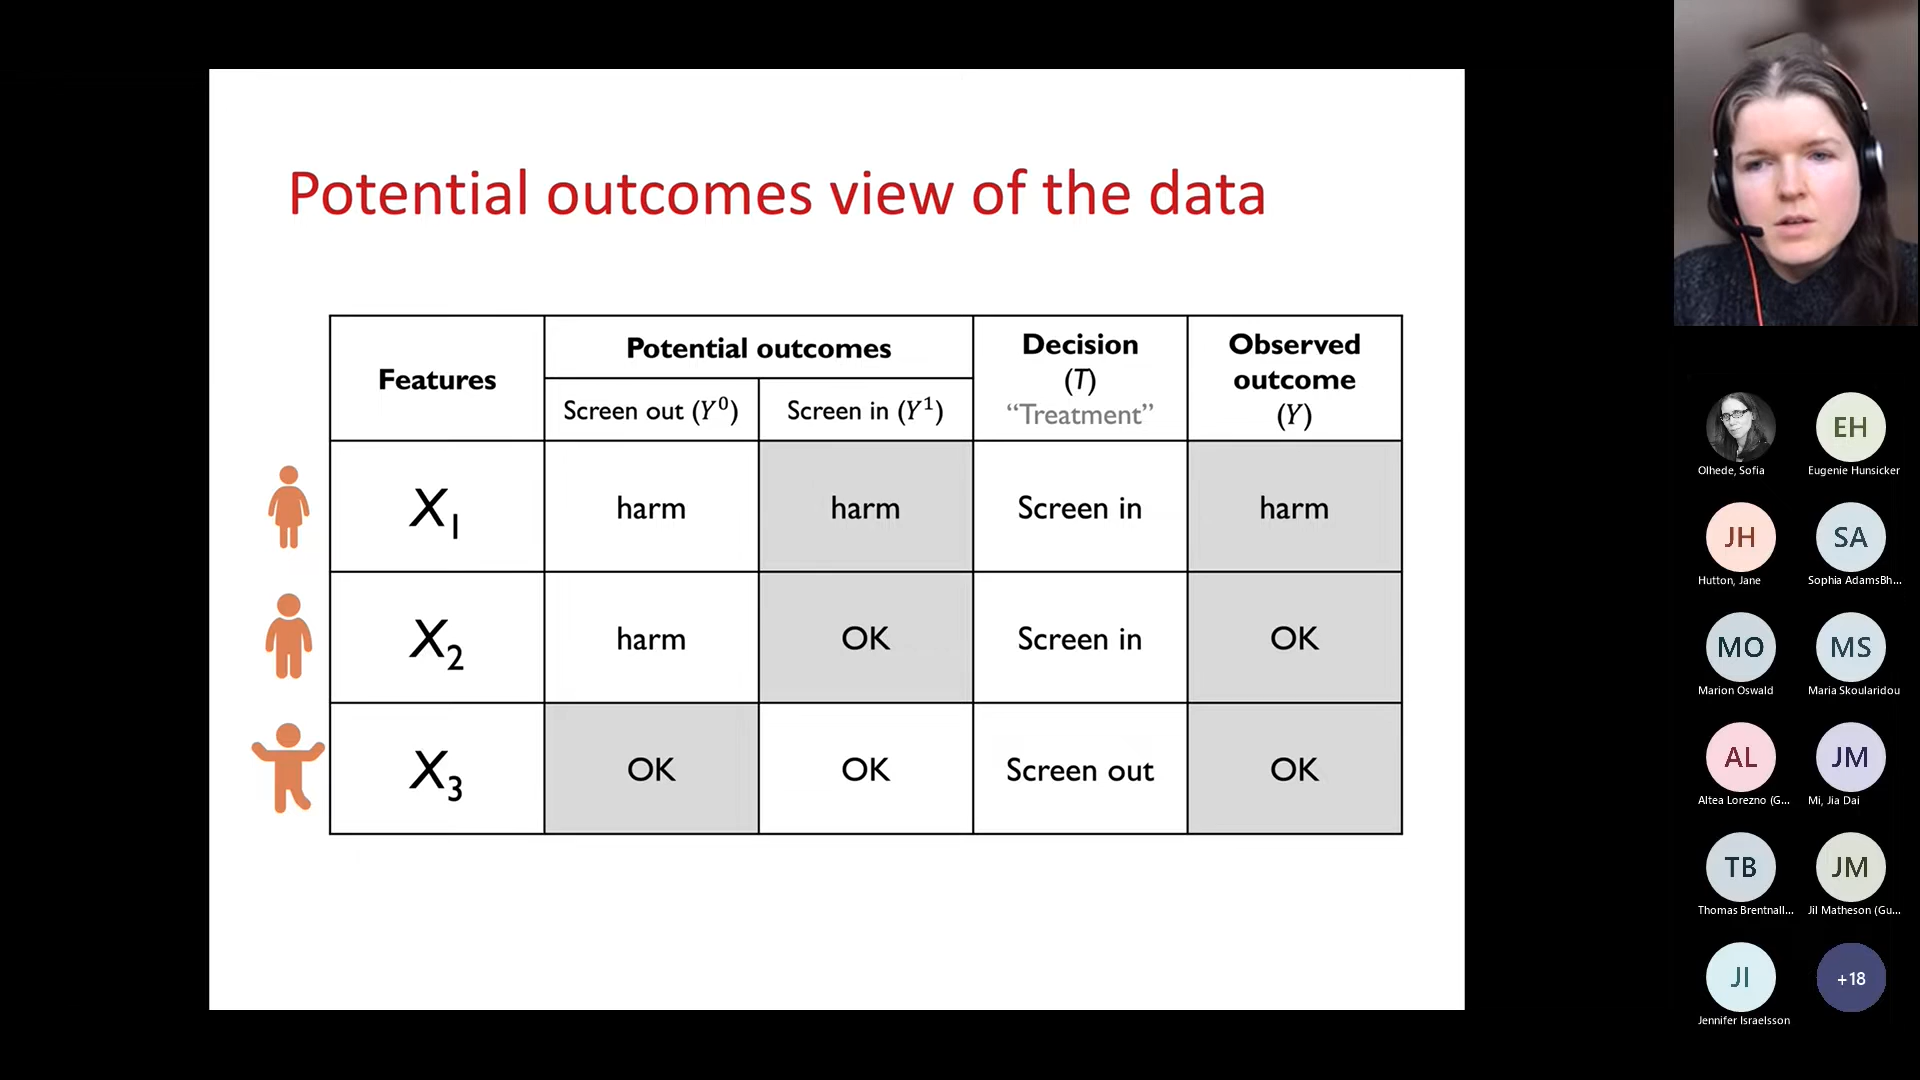 Potential outcomes view of the data
Features
Potential outcomes
Screen out (Y⁰)
Screen in (Y¹)
Decision
(T)
“Treatment”
Observed
outcome
(Y)
X₁
harm
harm
Screen in
harm
X₂
harm
OK
Screen in
OK
X₃
OK
OK
Screen out
OK
Olhede, Sofia
EH
Eugenie Hunsicker
JH
Hutton, Jane
SA
Sophia AdamsBh...
MO
Marion Oswald
MS
Maria Skoularidou
AL
Altea Lorezno (G...
JM
Mi, Jia Dai
TB
Thomas Brentnall...
JM
Jil Matheson (Gu...
JI
Jennifer Israelsson
+18